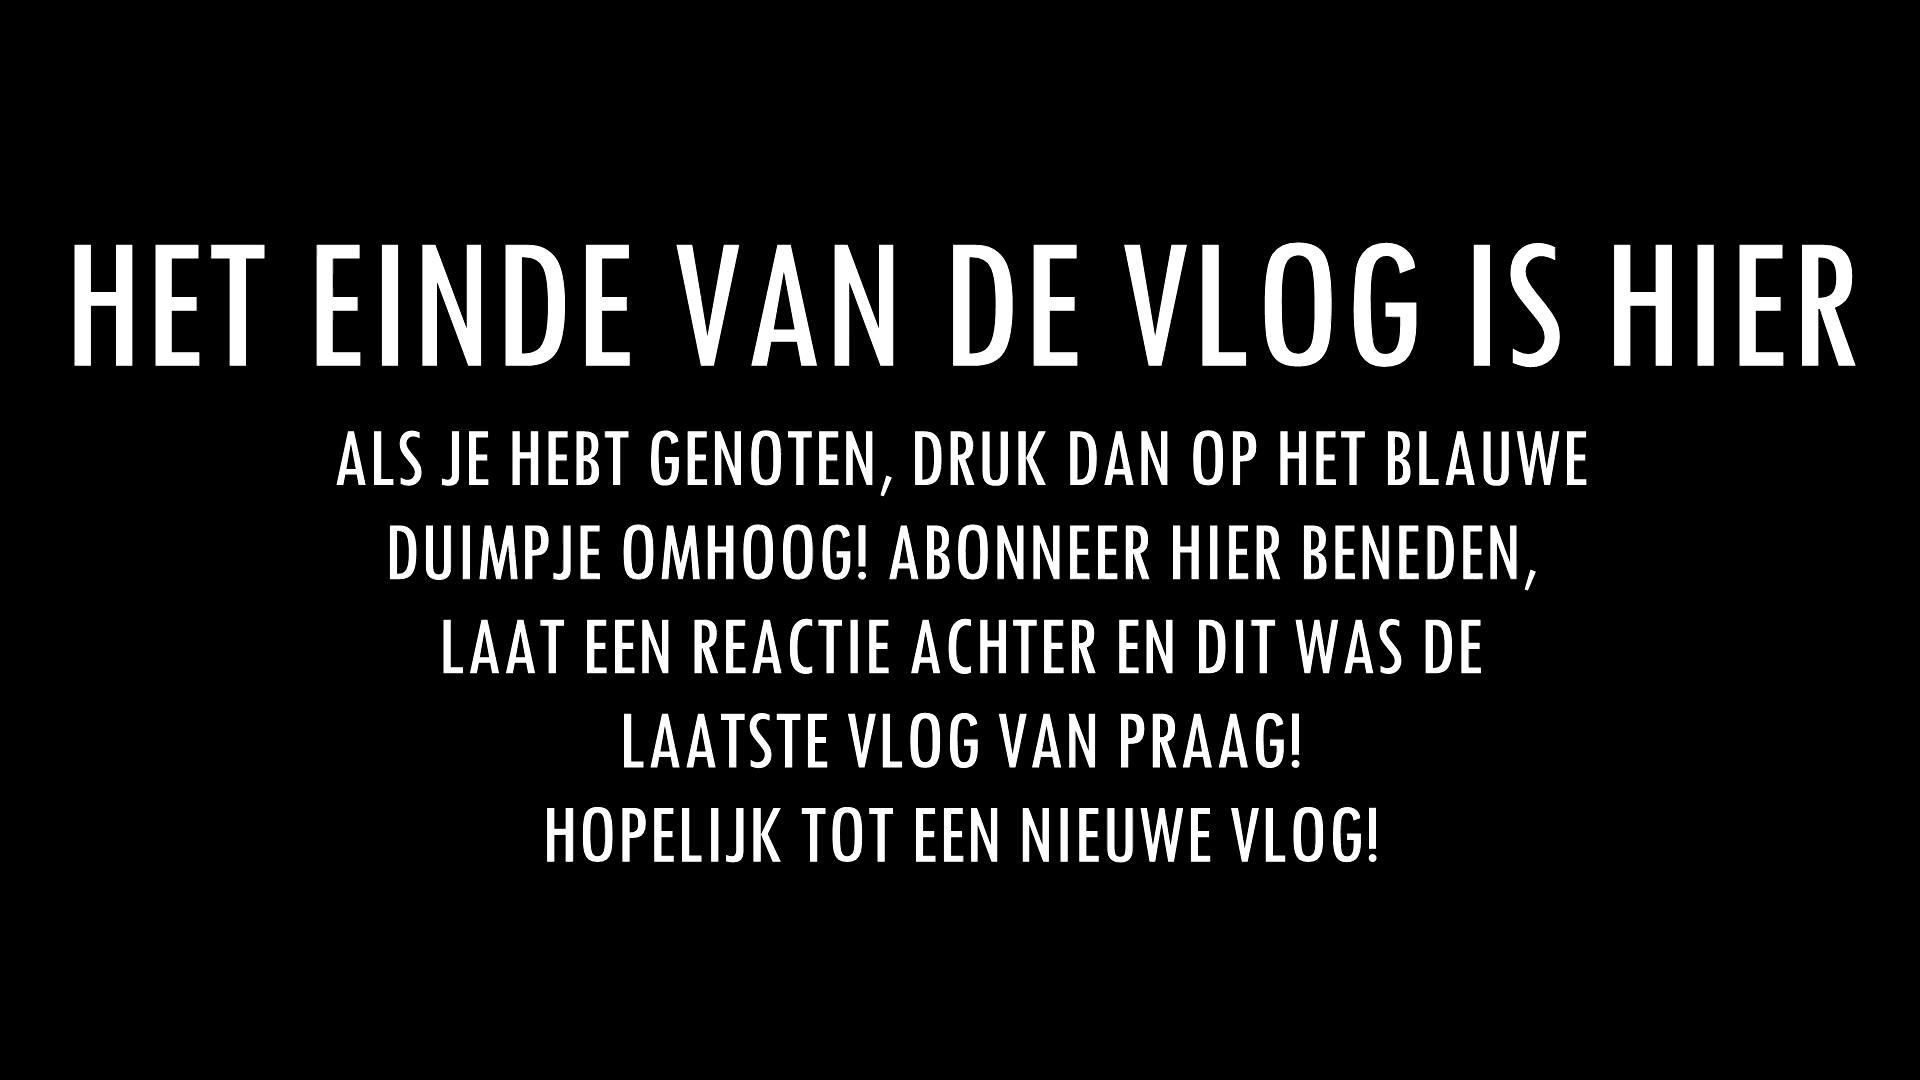 HET EINDE VAN DE VLOG IS HIER
ALS JE HEBT GENOTEN, DRUK DAN OP HET BLAUWE
DUIMPJE OMHOOG! ABONNEER HIER BENEDEN,
LAAT EEN REACTIE ACHTER EN DIT WAS DE
LAATSTE VLOG VAN PRAAG!
HOPELIJK TOT EEN NIEUWE VLOG!